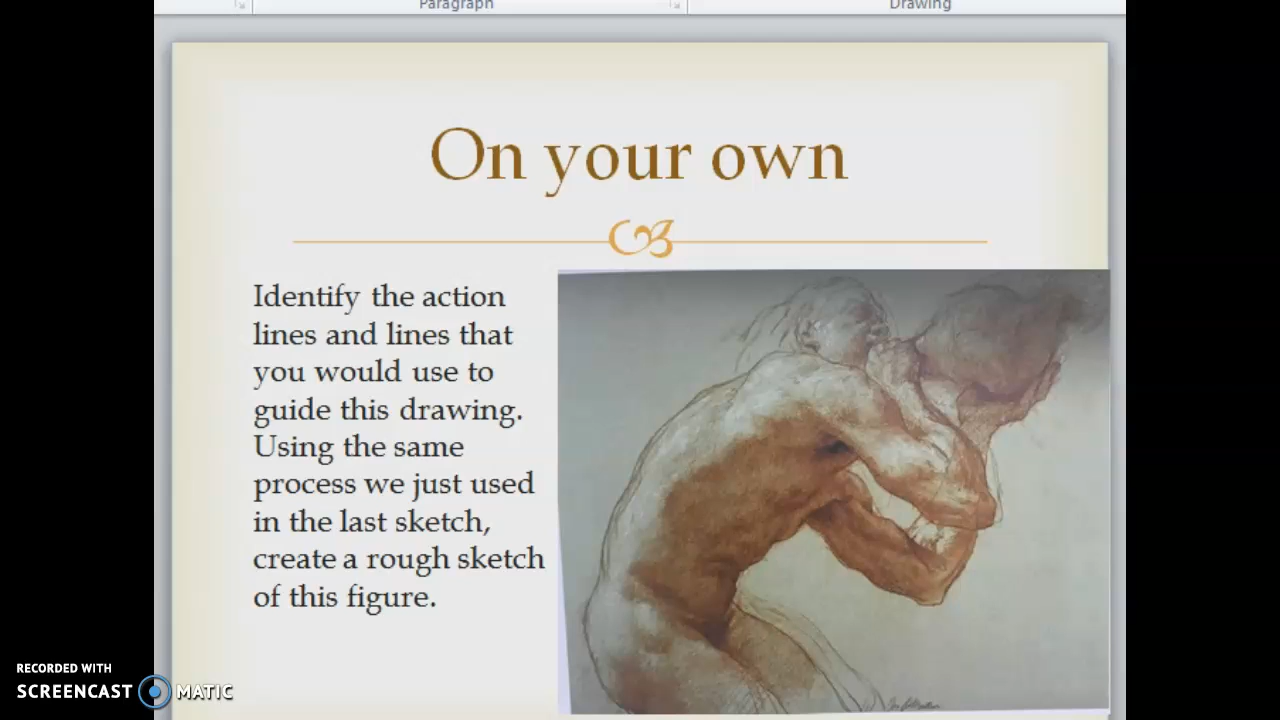 Paragraph
Drawing
On your own
Identify the action
lines and lines that
you would use to
guide this drawing.
Using the same
process we just used
in the last sketch,
create a rough sketch
of this figure.
RECORDED WITH
SCREENCAST MATIC